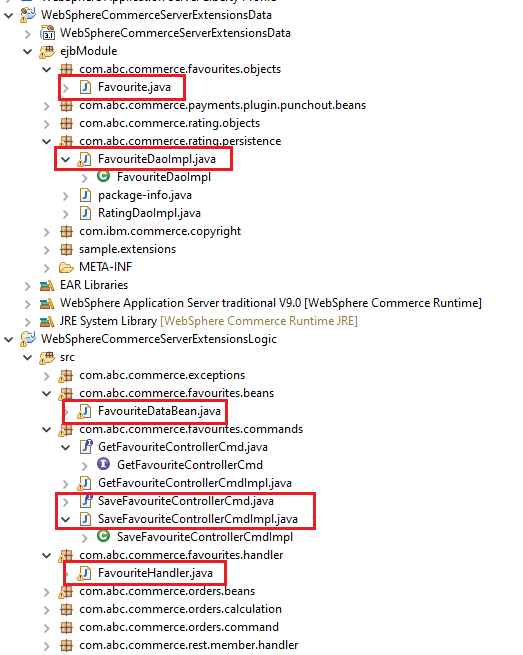 WebSphereCommerceServerExtensionsData
WebSphereCommerceServerExtensionsData
ejbModule
com.abc.commerce.favourites.objects
Favourite.java
com.abc.commerce.payments.plugin.punchout.beans
com.abc.commerce.rating.objects
com.abc.commerce.rating.persistence
FavouriteDaoImpl.java
FavouriteDaoImpl
package-info.java
RatingDaoImpl.java
com.ibm.commerce.copyright
sample.extensions
META-INF
EAR Libraries
WebSphere Application Server traditional V9.0 [WebSphere Commerce Runtime]
JRE System Library [WebSphere Commerce Runtime JRE]
WebSphereCommerceServerExtensionsLogic
src
com.abc.commerce.exceptions
com.abc.commerce.favourites.beans
FavouriteDataBean.java
com.abc.commerce.favourites.commands
GetFavouriteControllerCmd.java
GetFavouriteControllerCmd
GetFavouriteControllerCmdImpl.java
SaveFavouriteControllerCmd.java
SaveFavouriteControllerCmdImpl.java
SaveFavouriteControllerCmdImpl
com.abc.commerce.favourites.handler
FavouriteHandler.java
com.abc.commerce.orders.beans
com.abc.commerce.orders.calculation
com.abc.commerce.orders.command
com.abc.commerce.rest.member.handler